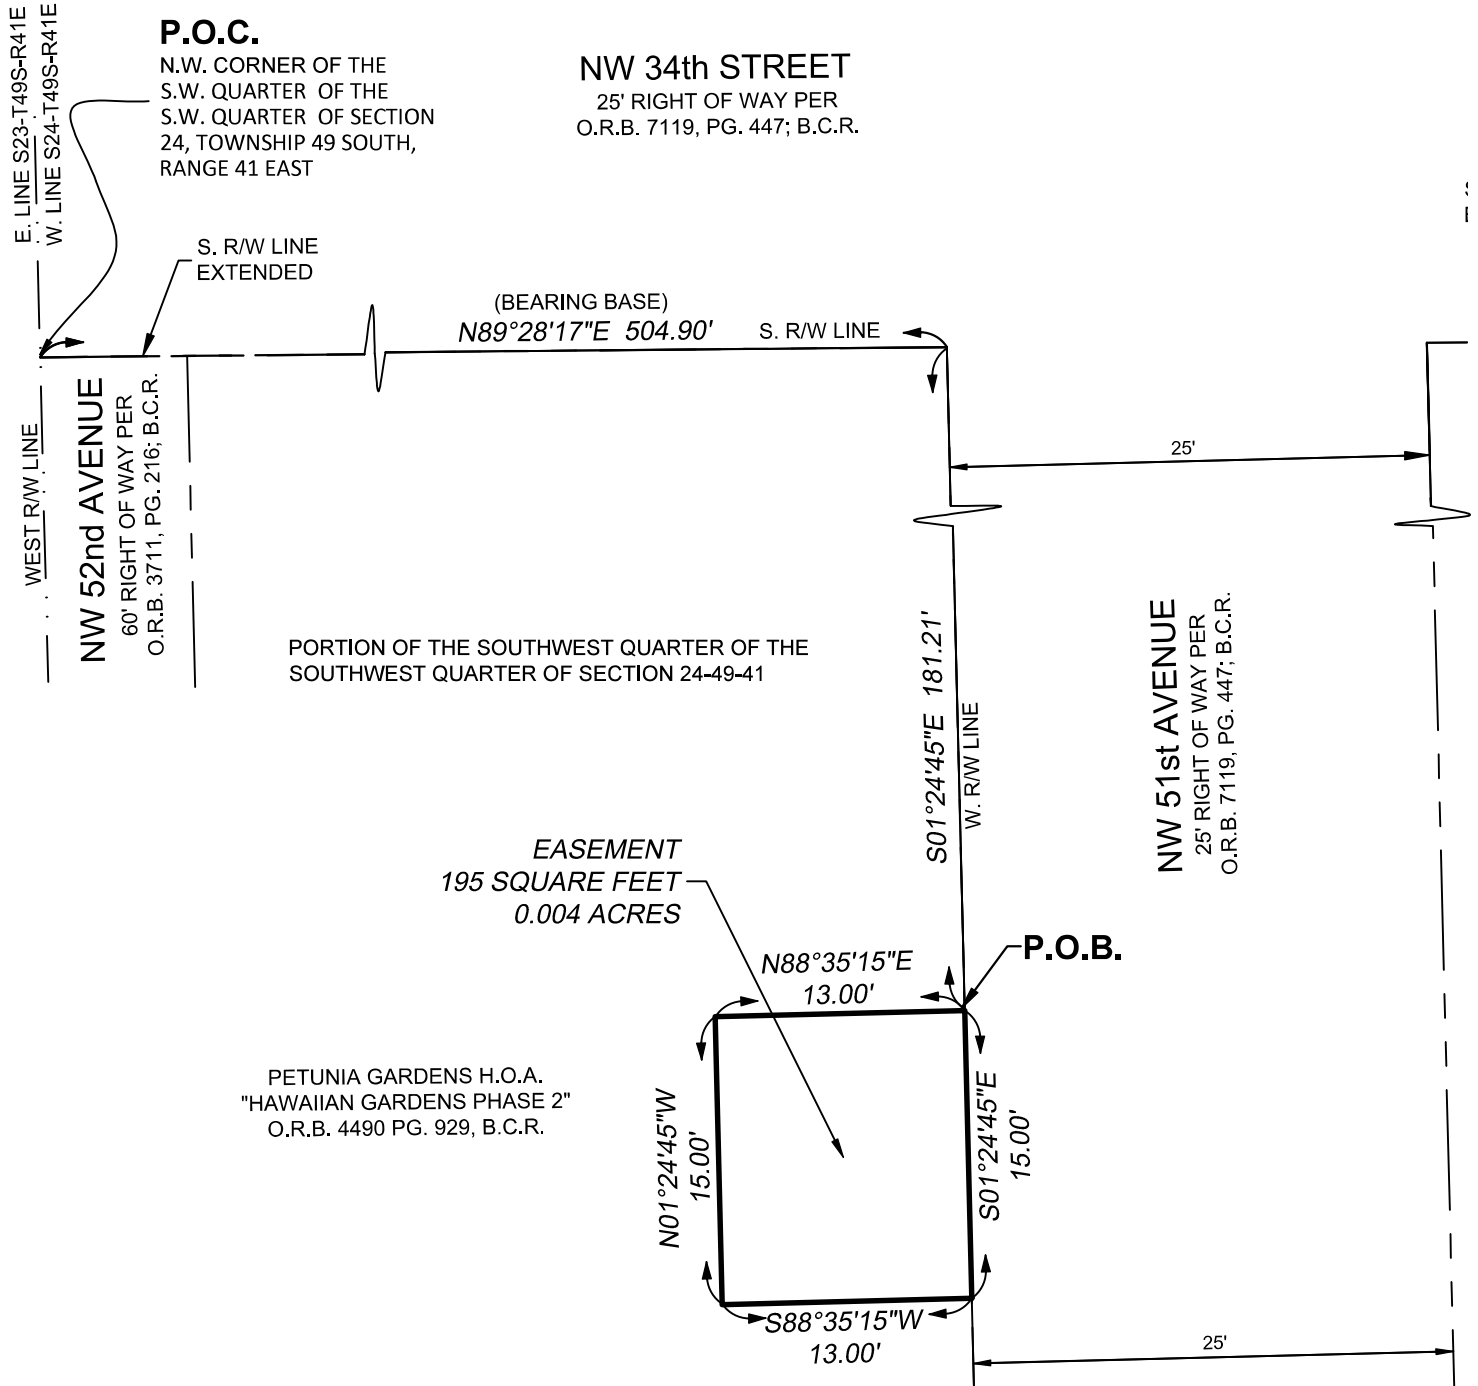 E. LINE S23-T49S-R41E
W. LINE S24-T49S-R41E
P.O.C.
N.W. CORNER OF THE
S.W. QUARTER OF THE
S.W. QUARTER OF SECTION
24, TOWNSHIP 49 SOUTH,
RANGE 41 EAST
NW 34th STREET
25' RIGHT OF WAY PER
O.R.B. 7119, PG. 447; B.C.R.
S. R/W LINE
EXTENDED
(BEARING BASE)
N89°28'17"E 504.90'
S. R/W LINE
WEST R/W LINE
NW 52nd AVENUE
60' RIGHT OF WAY PER
O.R.B. 3711, PG. 216; B.C.R.
25'
PORTION OF THE SOUTHWEST QUARTER OF THE
SOUTHWEST QUARTER OF SECTION 24-49-41
S01°24'45"E 181.21'
W. R/W LINE
NW 51st AVENUE
25' RIGHT OF WAY PER
O.R.B. 7119, PG. 447; B.C.R.
EASEMENT
195 SQUARE FEET
0.004 ACRES
P.O.B.
N88°35'15"E
13.00'
PETUNIA GARDENS H.O.A.
"HAWAIIAN GARDENS PHASE 2"
O.R.B. 4490 PG. 929, B.C.R.
N01°24'45"W
15.00'
S01°24'45"E
15.00'
S88°35'15"W
13.00'
25'